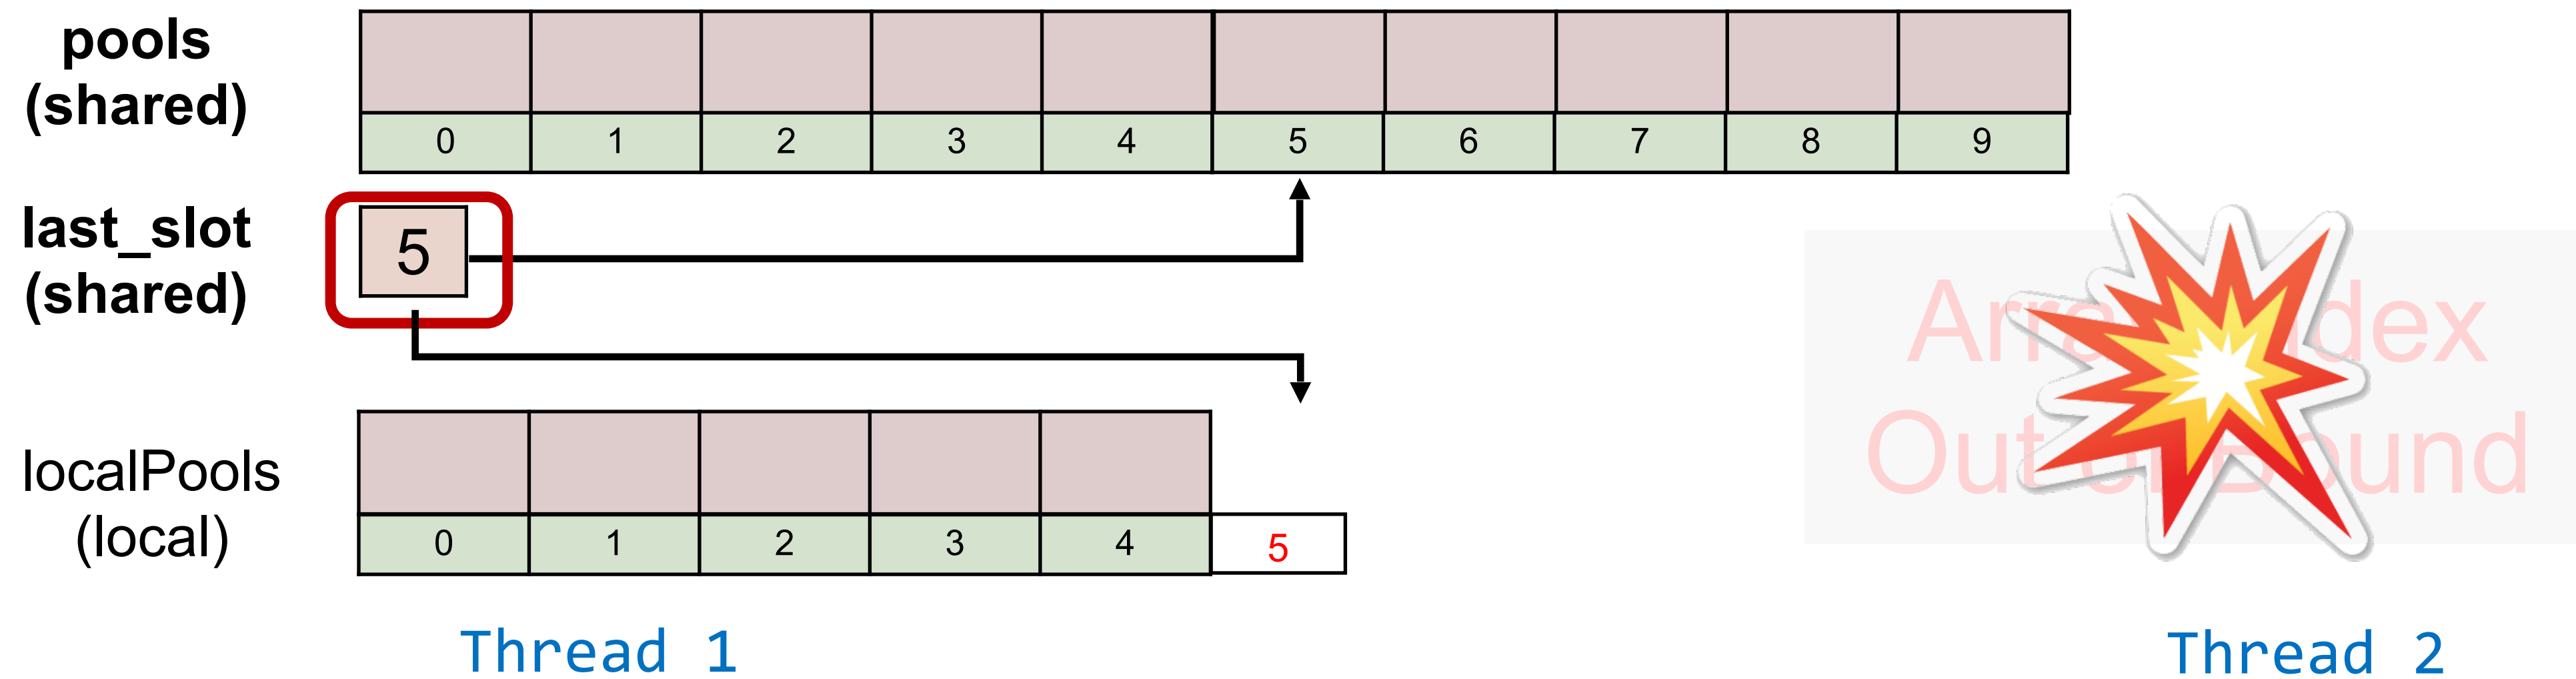 pools
(shared)
0 1 2 3 4 5 6 7 8 9
last_slot
(shared)
5
localPools
(local)
0 1 2 3 4 5
Thread 1
Thread 2